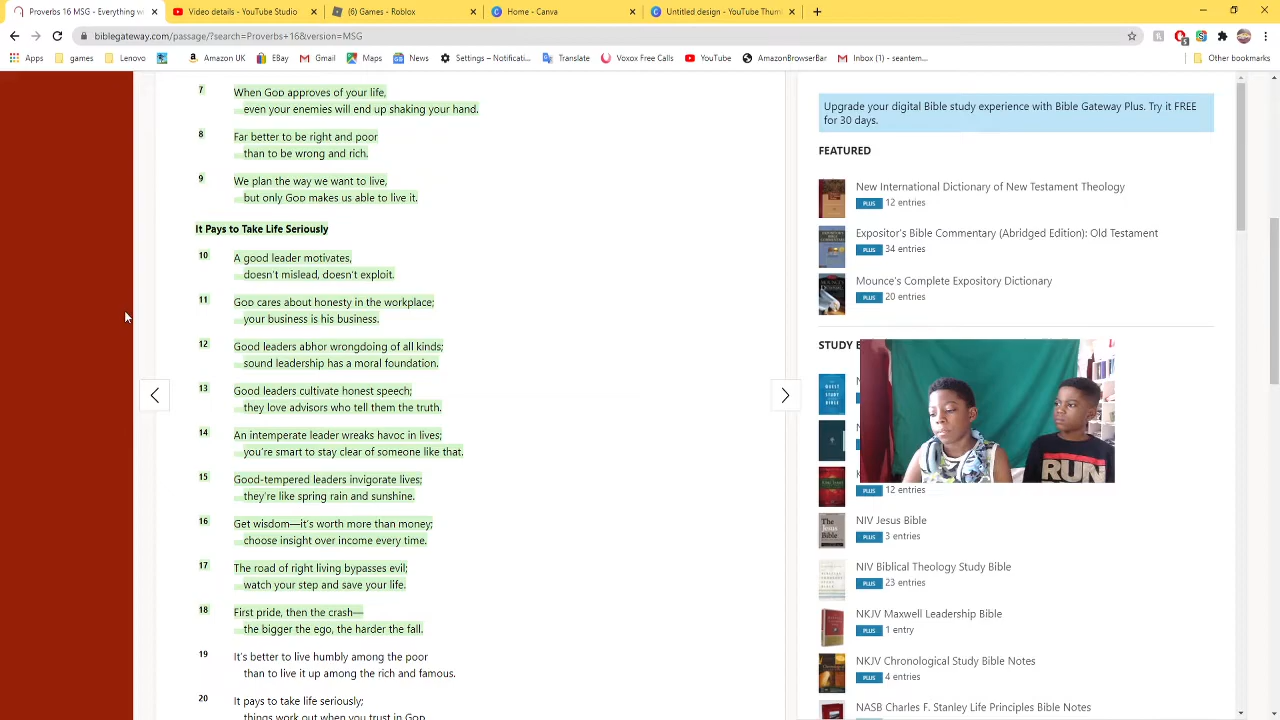 Proverbs 16 MSG - Everything w
Video details - YouTube Studio
(6) Games - Roblox
Home - Canva
Untitled design - YouTube Thum
biblegateway.com/passage/?search=Proverbs+16&version=MSG
5
Apps
games
Lenovo
Amazon UK
EBay
Gmail
Maps
News
Settings – Notificati...
Translate
Voxox Free Calls
YouTube
AmazonBrowserBar
Inbox (1) - seantem...
Other bookmarks
7 When God approves of your life,
even your enemies will end up shaking your hand.
8 Far better to be right and poor
than to be wrong and rich.
9 We plan the way we want to live,
but only God makes us able to live it.
It Pays to Take Life Seriously
10 A good leader motivates,
doesn't mislead, doesn't exploit.
11 God cares about honesty in the workplace;
your business is his business.
12 Good leaders abhor wrongdoing of all kinds;
sound leadership has a moral foundation.
13 Good leaders cultivate honest speech;
they love advisors who tell them the truth.
14 An intemperate leader wreaks havoc in lives;
you're smart to stay clear of someone like that.
15 Good-tempered leaders invigorate lives;
they're like spring rain and sunshine.
16 Get wisdom—it's worth more than money;
choose insight over income every time.
17 The road of right living bypasses evil;
watch your step and save your life.
18 First pride, then the crash—
the bigger the ego, the harder the fall.
19 It's better to live humbly among the poor
than to live it up among the rich and famous.
20 It pays to take life seriously;
things work out when you trust in God.
Upgrade your digital Bible study experience with Bible Gateway Plus. Try it FREE
for 30 days.
FEATURED
New International Dictionary of New Testament Theology
PLUS 12 entries
Expositor's Bible Commentary (Abridged Edition): Old Testament
PLUS 34 entries
Mounce's Complete Expository Dictionary
PLUS 20 entries
STUDY
PLUS 12 entries
NIV Jesus Bible
PLUS 3 entries
NIV Biblical Theology Study Bible
PLUS 23 entries
NKJV Maxwell Leadership Bible
PLUS 1 entry
NKJV Chronological Study Bible Notes
PLUS 4 entries
NASB Charles F. Stanley Life Principles Bible Notes
The
Jesus
Bible
RUN